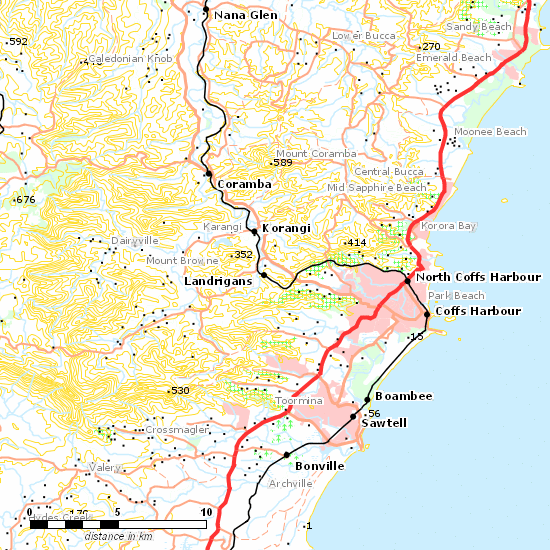 Nana Glen
Sandy Beach
Lower Bucca
.592
.270
Caledonian Knob
Emerald Beach
Moonee Beach
Mount Coramba
.589
Central Bucca
Coramba
Mid Sapphire Beach
.676
Karangi
Korangi
Korora Bay
Dairyville
.414
.352
Mount Browne
Landrigans
North Coffs Harbour
Park Beach
Coffs Harbour
.15
.530
Boambee
Toormina
.56
Sawtell
Crossmaglen
Bonville
Valery
Archville
.176
Hydes Creek
.1
0 5 10
distance in km